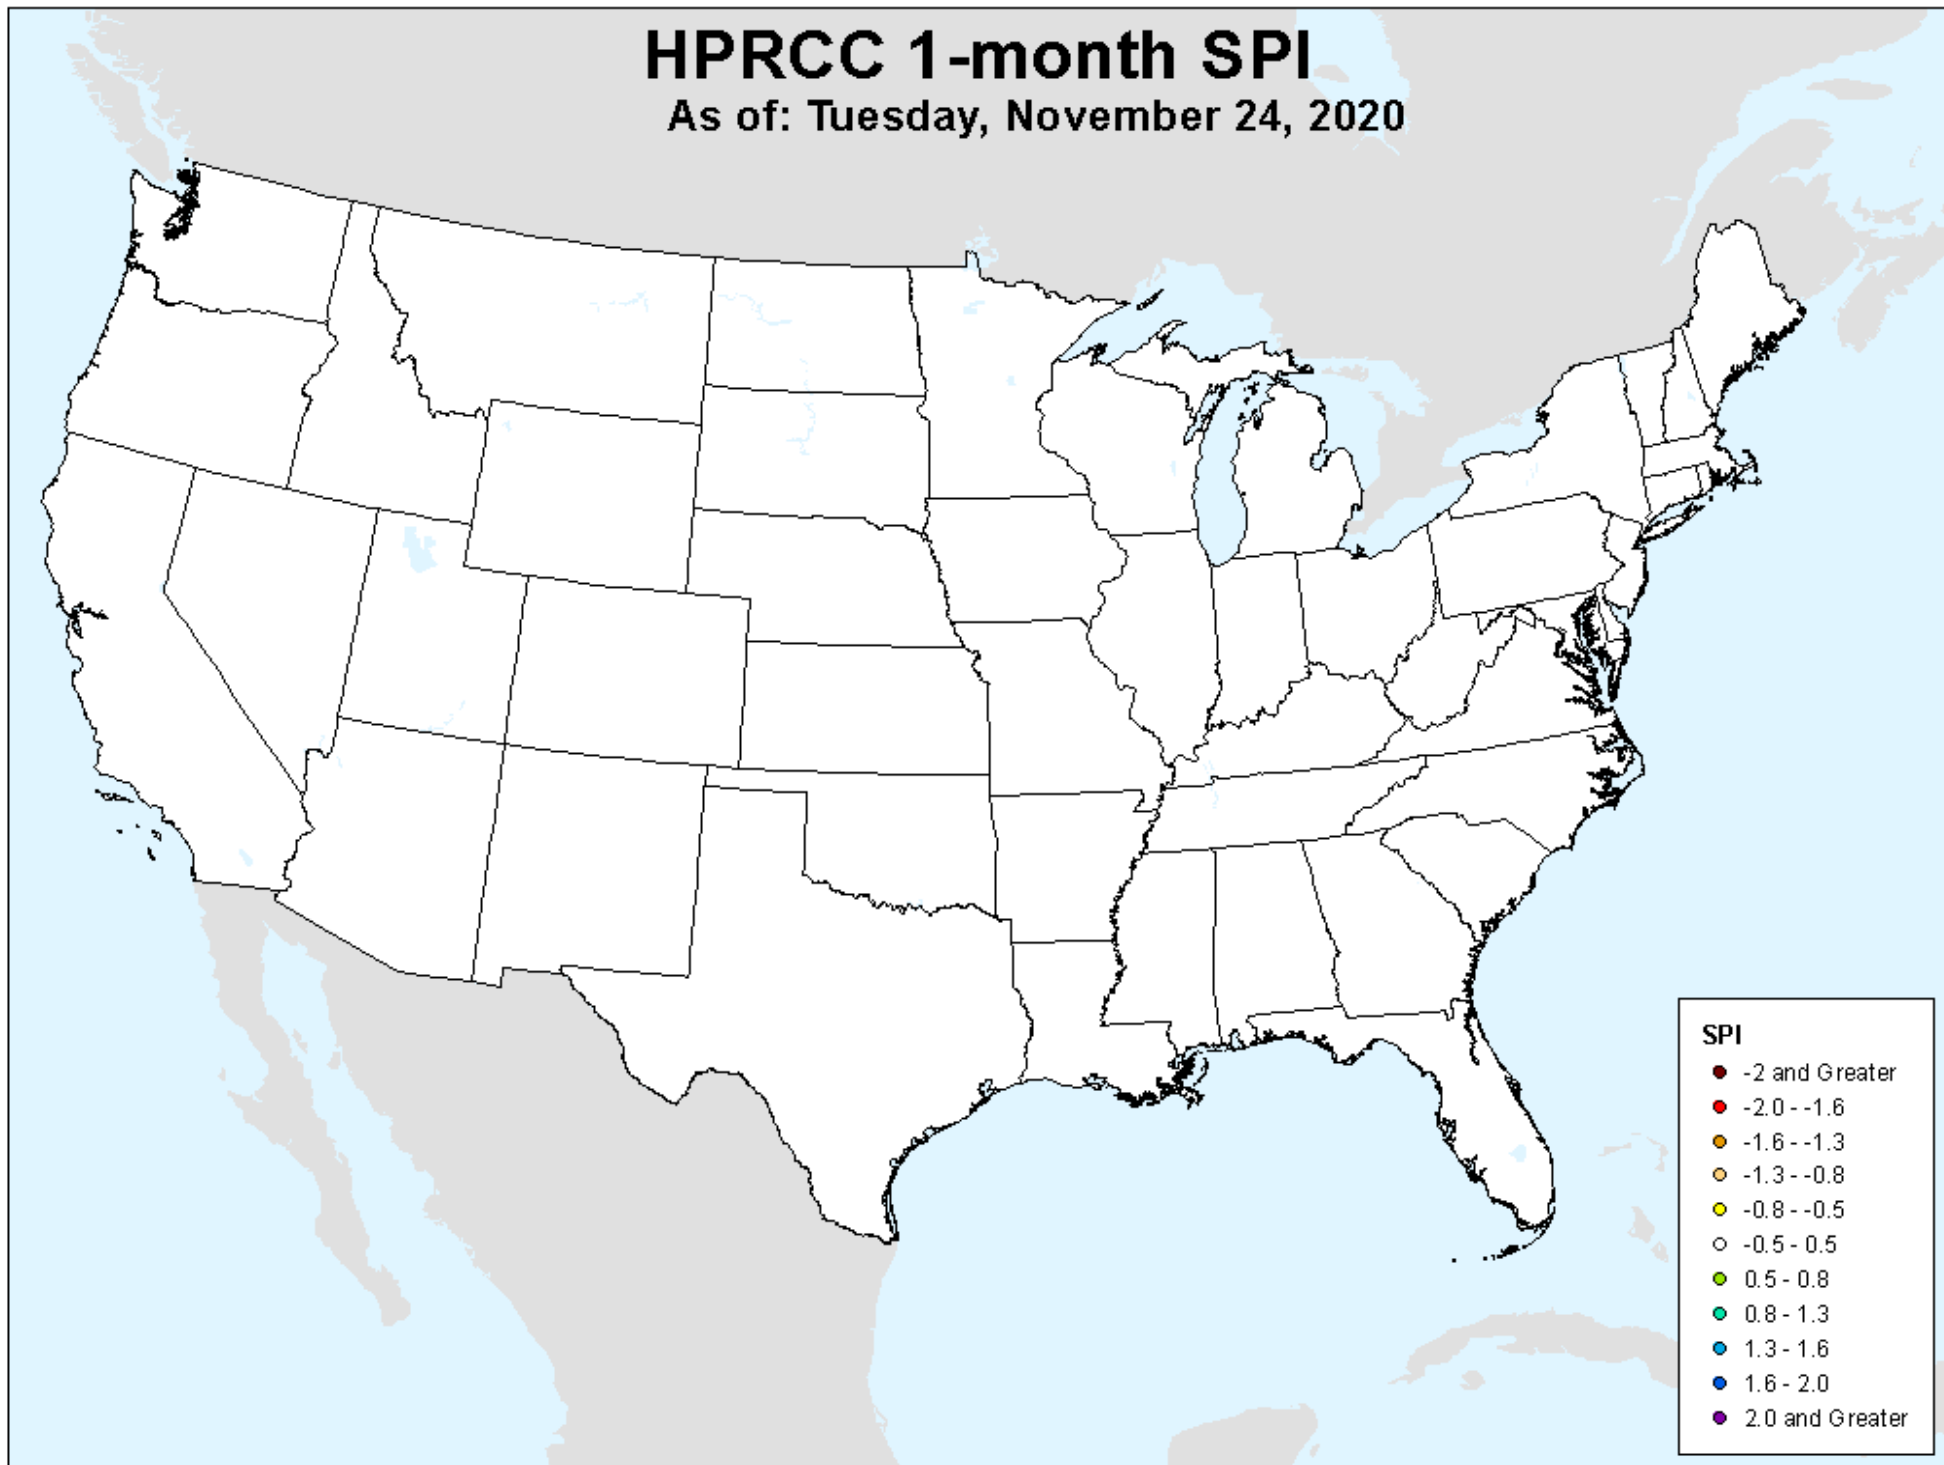 HPRCC 1-month SPI
As of: Tuesday, November 24, 2020
SPI
-2 and Greater
-2.0 - -1.6
-1.6 - -1.3
-1.3 - -0.8
-0.8 - -0.5
-0.5 - 0.5
0.5 - 0.8
0.8 - 1.3
1.3 - 1.6
1.6 - 2.0
2.0 and Greater